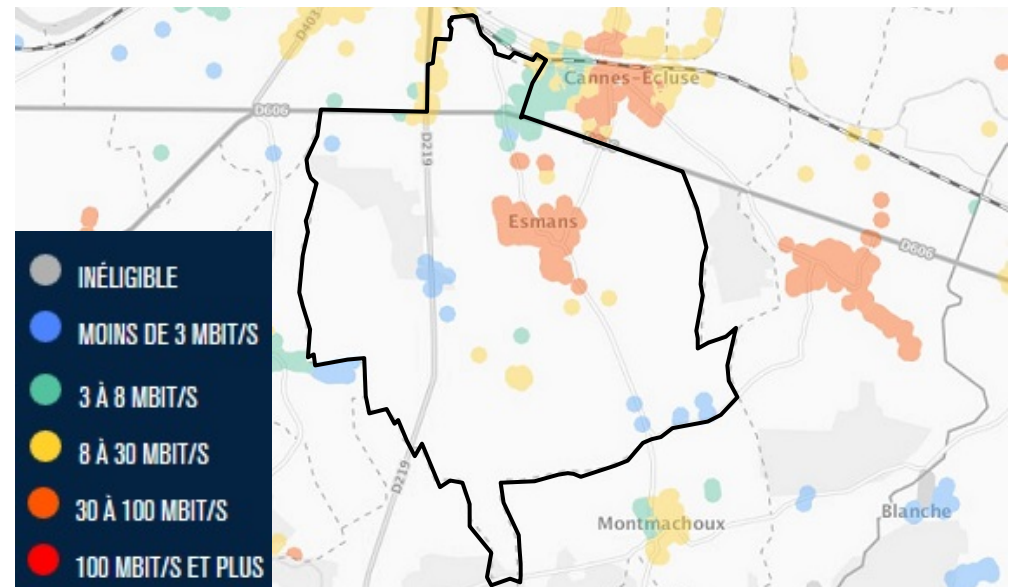 D403
Cannes-Ecluse
D606
D219
Esmans
D606
INÉLIGIBLE
MOINS DE 3 MBIT/S
3 À 8 MBIT/S
8 À 30 MBIT/S
30 À 100 MBIT/S
100 MBIT/S ET PLUS
D219
Montmachoux
Blanche